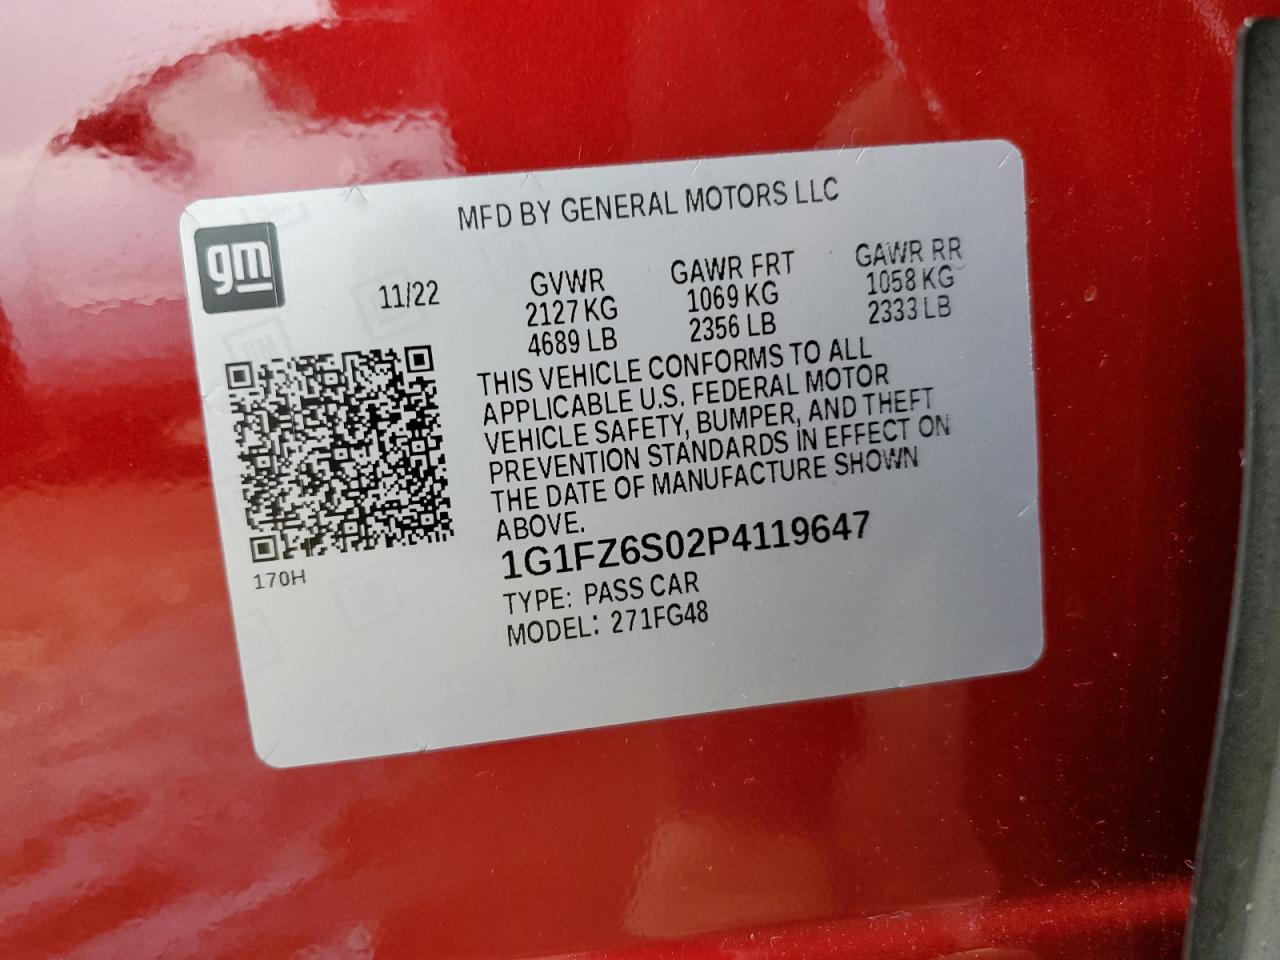 MFD BY GENERAL MOTORS LLC
gm
11/22
GVWR
2127 KG
4689 LB
GAWR FRT
1069 KG
2356 LB
GAWR RR
1058 KG
2333 LB
THIS VEHICLE CONFORMS TO ALL
APPLICABLE U.S. FEDERAL MOTOR
VEHICLE SAFETY, BUMPER, AND THEFT
PREVENTION STANDARDS IN EFFECT ON
THE DATE OF MANUFACTURE SHOWN
ABOVE.
1G1FZ6S02P4119647
170H
TYPE: PASS CAR
MODEL: 271FG48